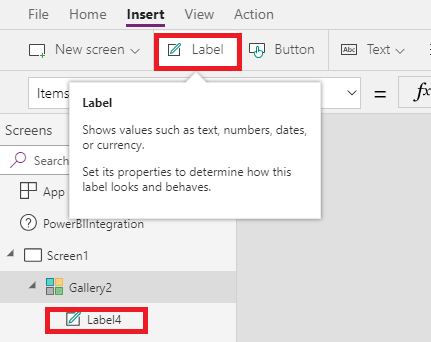 File Home Insert View Action
New screen Label Button Abc Text
Items = fx
Label
Shows values such as text, numbers, dates,
or currency.
Set its properties to determine how this
label looks and behaves.
Screens
Search
App
PowerBIIntegration
Screen1
Gallery2
Label4